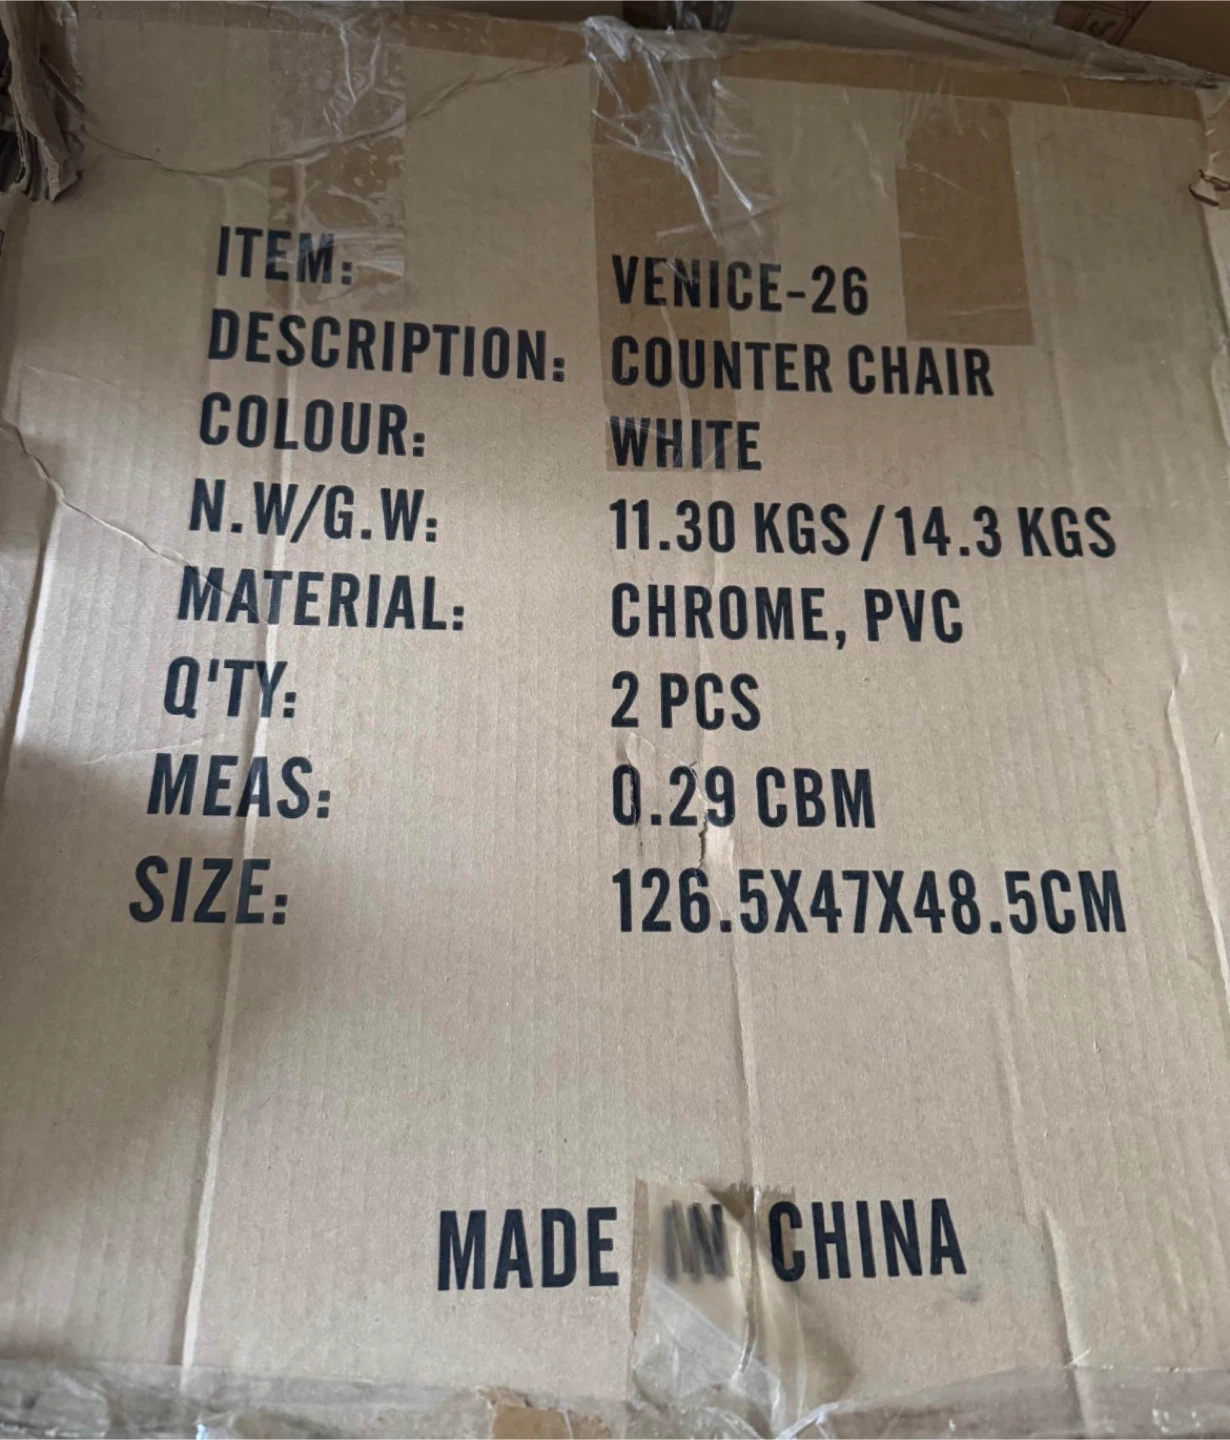 ITEM: VENICE-26
DESCRIPTION: COUNTER CHAIR
COLOUR: WHITE
N.W/G.W: 11.30 KGS / 14.3 KGS
MATERIAL: CHROME, PVC
Q'TY: 2 PCS
MEAS: 0.29 CBM
SIZE: 126.5X47X48.5CM
MADE IN CHINA